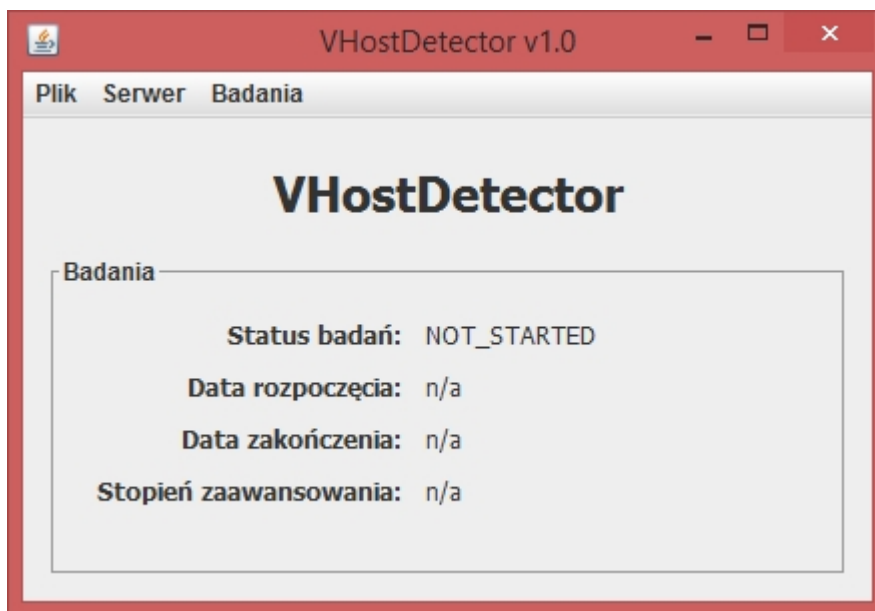 VHostDetector v1.0
Plik Serwer Badania
VHostDetector
Badania
Status badań: NOT_STARTED
Data rozpoczęcia: n/a
Data zakończenia: n/a
Stopień zaawansowania: n/a